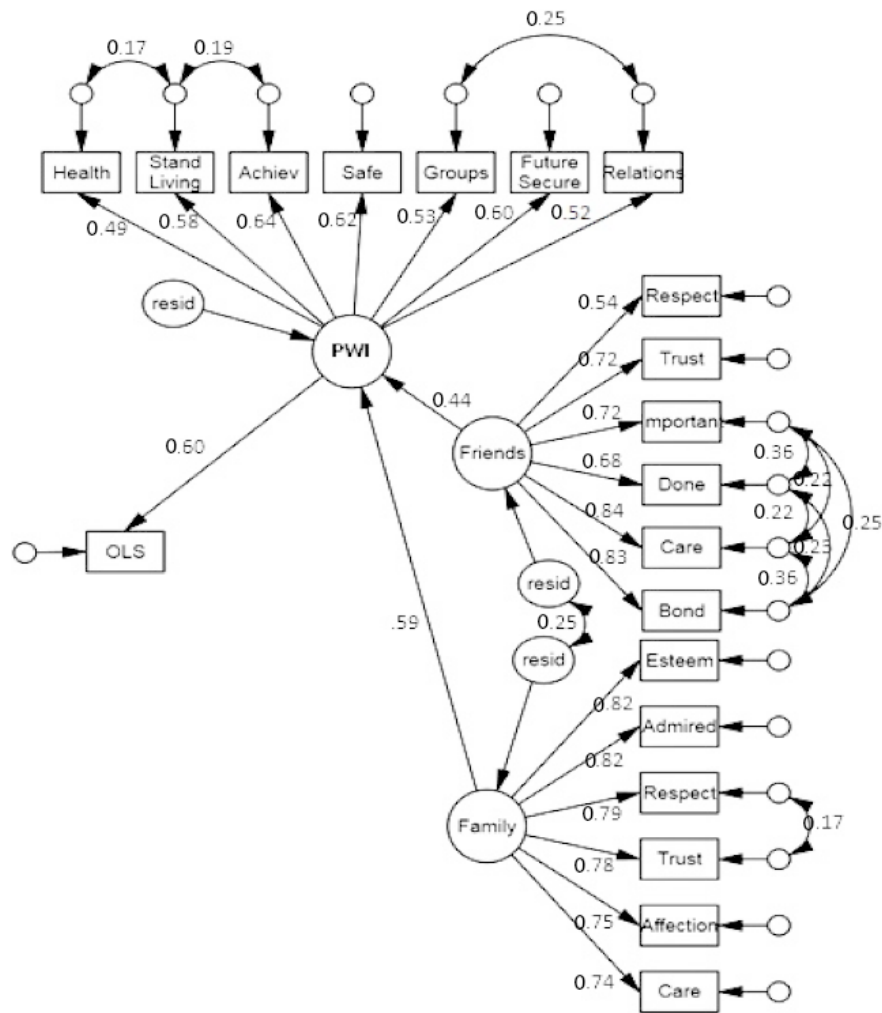 0.17
0.19
0.25
Health
Stand
Living
Achiev
Safe
Groups
Future
Secure
Relations
0.49
0.58
0.64
0.62
0.53
0.60
0.52
resid
PWI
0.44
0.60
OLS
Friends
0.54
Respect
0.72
Trust
0.72
mportan
0.68
Done
0.84
Care
0.83
Bond
0.36
0.22
0.22
0.23
0.36
0.25
resid
0.25
resid
.59
Family
0.82
Esteem
0.82
Admired
0.79
Respect
0.78
Trust
0.17
0.75
Affection
0.74
Care